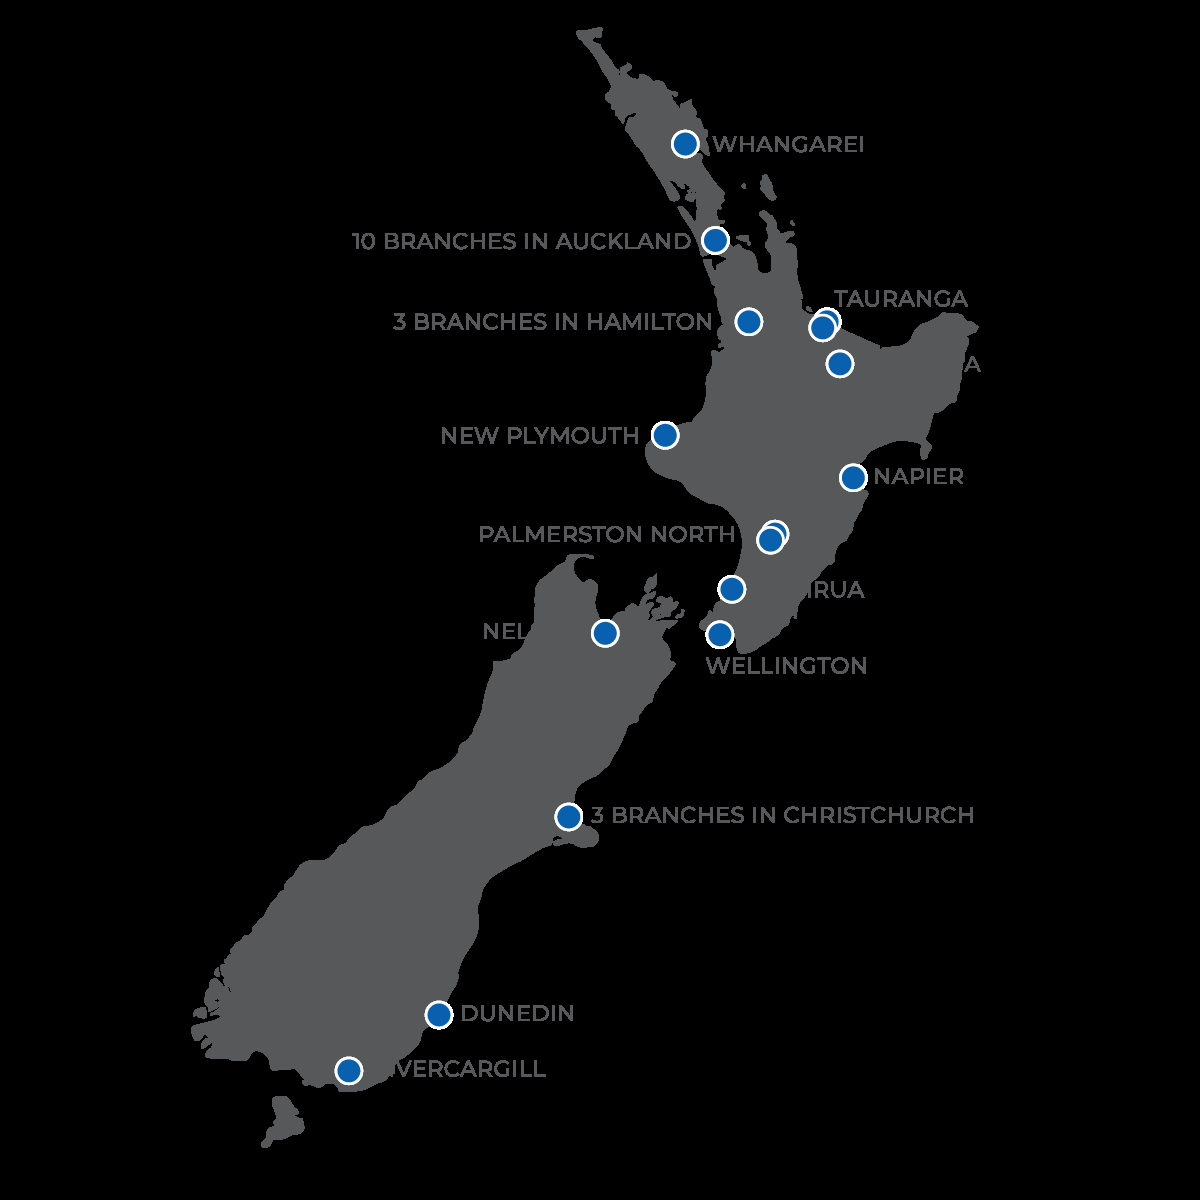 WHANGAREI
10 BRANCHES IN AUCKLAND
TAURANGA
3 BRANCHES IN HAMILTON
A
NEW PLYMOUTH
NAPIER
PALMERSTON NORTH
IRUA
NEL
WELLINGTON
3 BRANCHES IN CHRISTCHURCH
DUNEDIN
VERCARGILL